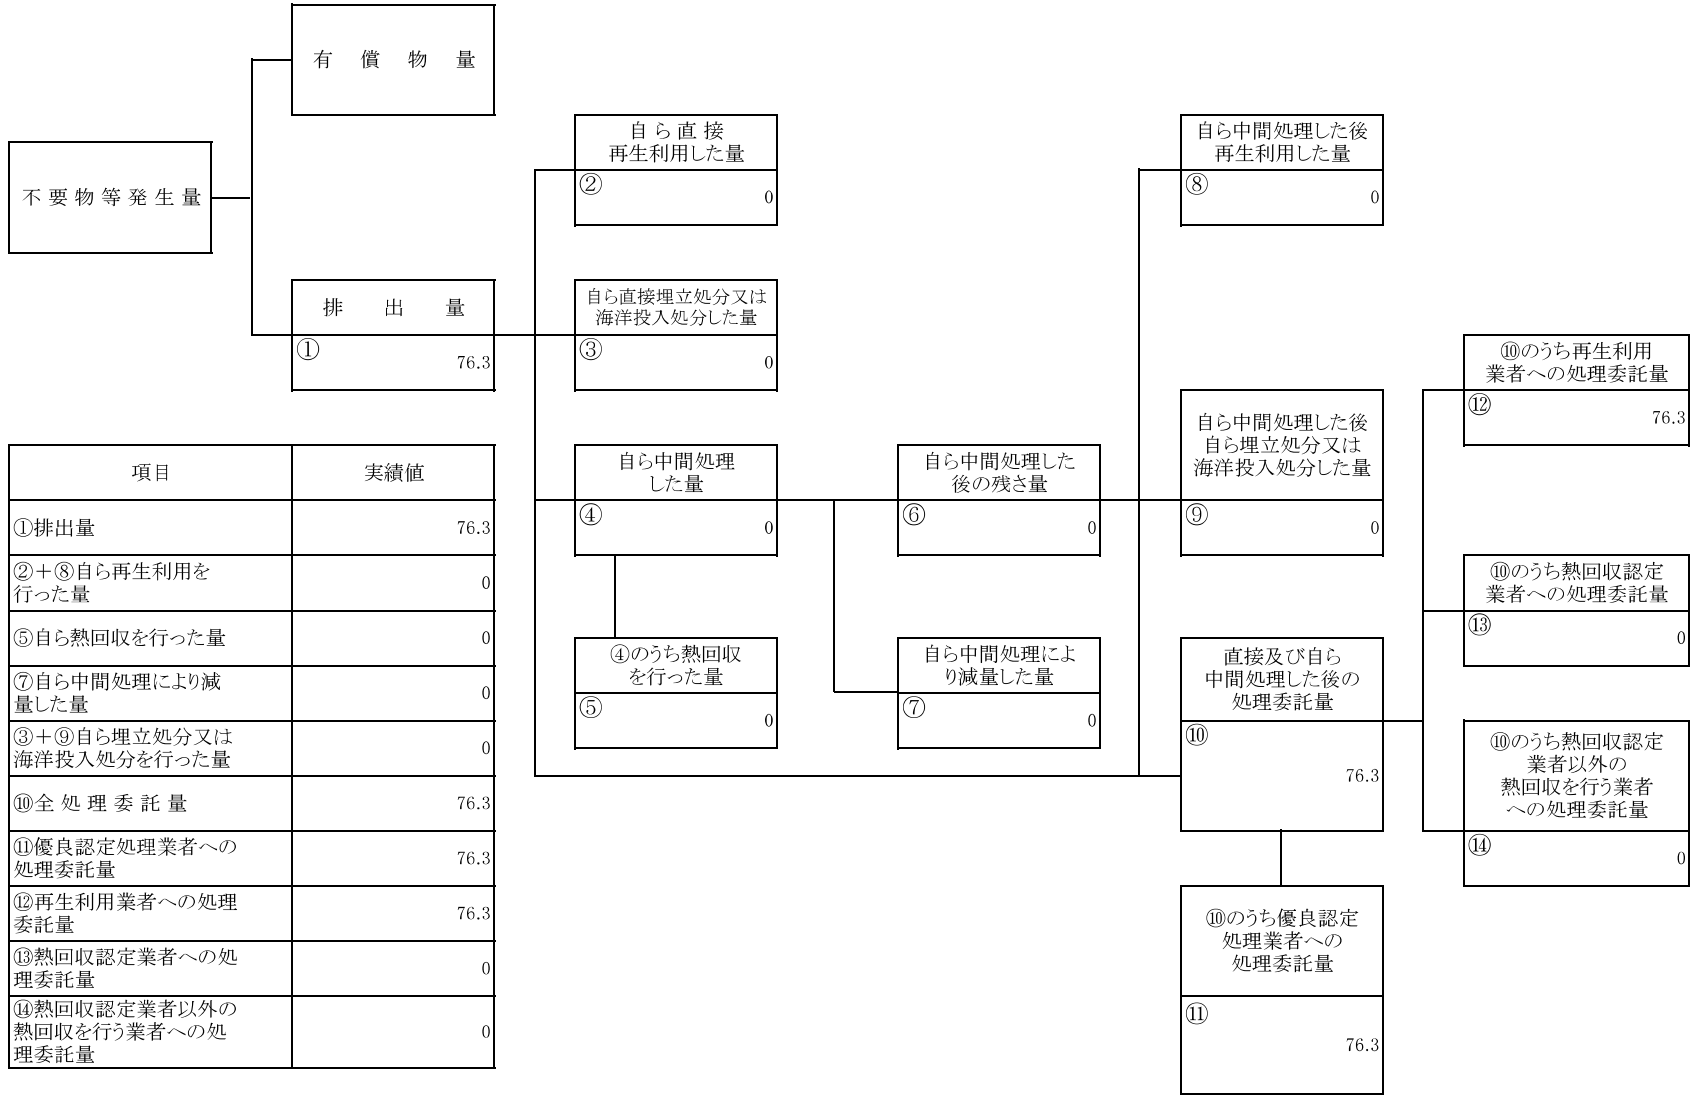 有償物量
不要物等発生量
排出量
①
76.3
自ら直接
再生利用した量
②
0
自ら直接埋立処分又は
海洋投入処分した量
③
0
自ら中間処理
した量
④
0
④のうち熱回収
を行った量
⑤
0
自ら中間処理した
後の残さ量
⑥
0
自ら中間処理によ
り減量した量
⑦
0
自ら中間処理した後
再生利用した量
⑧
0
自ら中間処理した後
自ら埋立処分又は
海洋投入処分した量
⑨
0
直接及び自ら
中間処理した後の
処理委託量
⑩
76.3
⑩のうち優良認定
処理業者への
処理委託量
⑪
76.3
⑩のうち再生利用
業者への処理委託量
⑫
76.3
⑩のうち熱回収認定
業者への処理委託量
⑬
0
⑩のうち熱回収認定
業者以外の
熱回収を行う業者
への処理委託量
⑭
0
項目 実績値
①排出量 76.3
②＋⑧自ら再生利用を
行った量
0
⑤自ら熱回収を行った量 0
⑦自ら中間処理により減
量した量
0
③＋⑨自ら埋立処分又は
海洋投入処分を行った量
0
⑩全処理委託量 76.3
⑪優良認定処理業者への
処理委託量
76.3
⑫再生利用業者への処理
委託量
76.3
⑬熱回収認定業者への処
理委託量
0
⑭熱回収認定業者以外の
熱回収を行う業者への処
理委託量
0